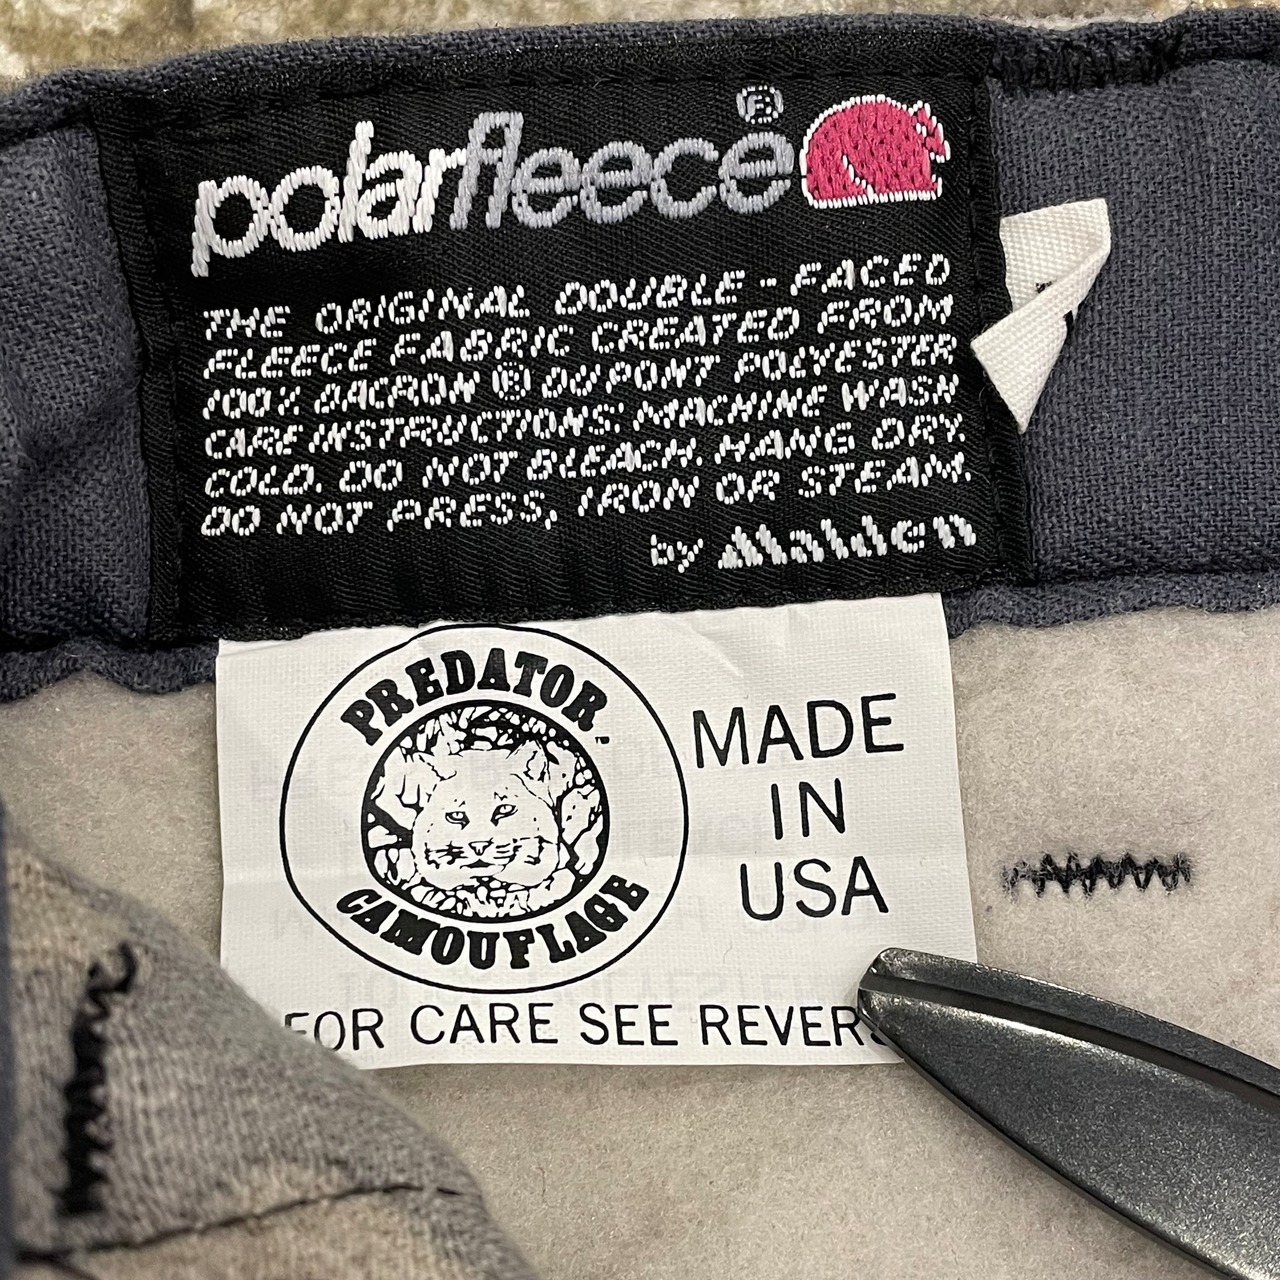 polarfleece®
THE ORIGINAL DOUBLE - FACED
FLEECE FABRIC CREATED FROM
100% DACRON ® DUPONT POLYESTER
CARE INSTRUCTIONS: MACHINE WASH
COLD. DO NOT BLEACH. HANG DRY.
DO NOT PRESS, IRON OR STEAM.
by Malden
PREDATOR™
CAMOUFLAGE
MADE
IN
USA
FOR CARE SEE REVERS